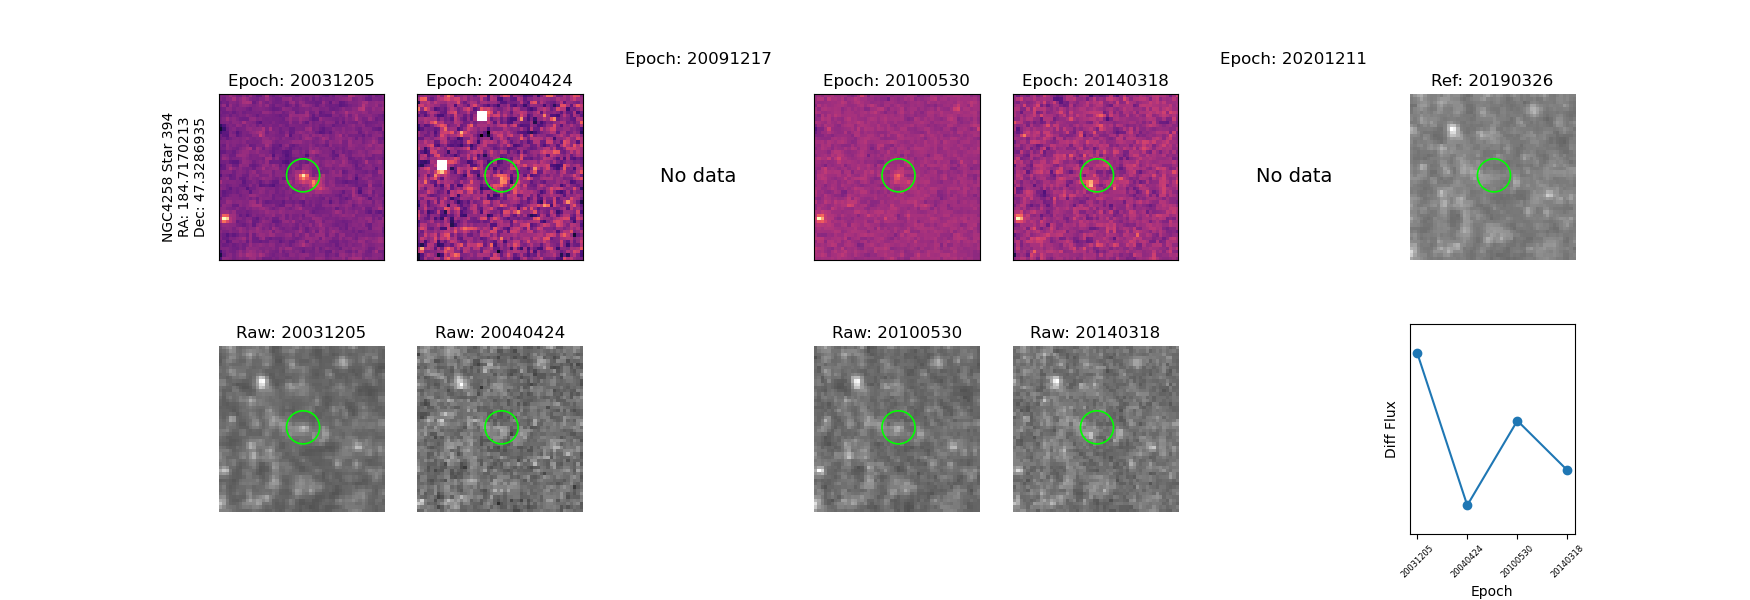 Epoch: 20091217
Epoch: 20201211
Epoch: 20031205
Epoch: 20040424
Epoch: 20100530
Epoch: 20140318
Ref: 20190326
NGC4258 Star 394
RA: 184.7170213
Dec: 47.3286935
No data
No data
Raw: 20031205
Raw: 20040424
Raw: 20100530
Raw: 20140318
Diff Flux
20031205
20040424
20100530
20140318
Epoch